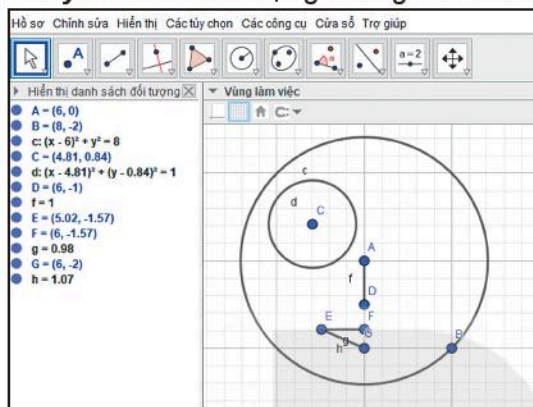 Hồ sơ Chỉnh sửa Hiển thị Các tùy chọn Các công cụ Cửa sổ Trợ giúp
A
a=2
Hiển thị danh sách đối tượng
Vùng làm việc
A = (6, 0)
B = (8, -2)
c: (x - 6)² + y² = 8
C = (4.81, 0.84)
d: (x - 4.81)² + (y - 0.84)² = 1
D = (6, -1)
f = 1
E = (5.02, -1.57)
F = (6, -1.57)
g = 0.98
G = (6, -2)
h = 1.07
c
d
C
A
f
D
E
F
G
g
h
B